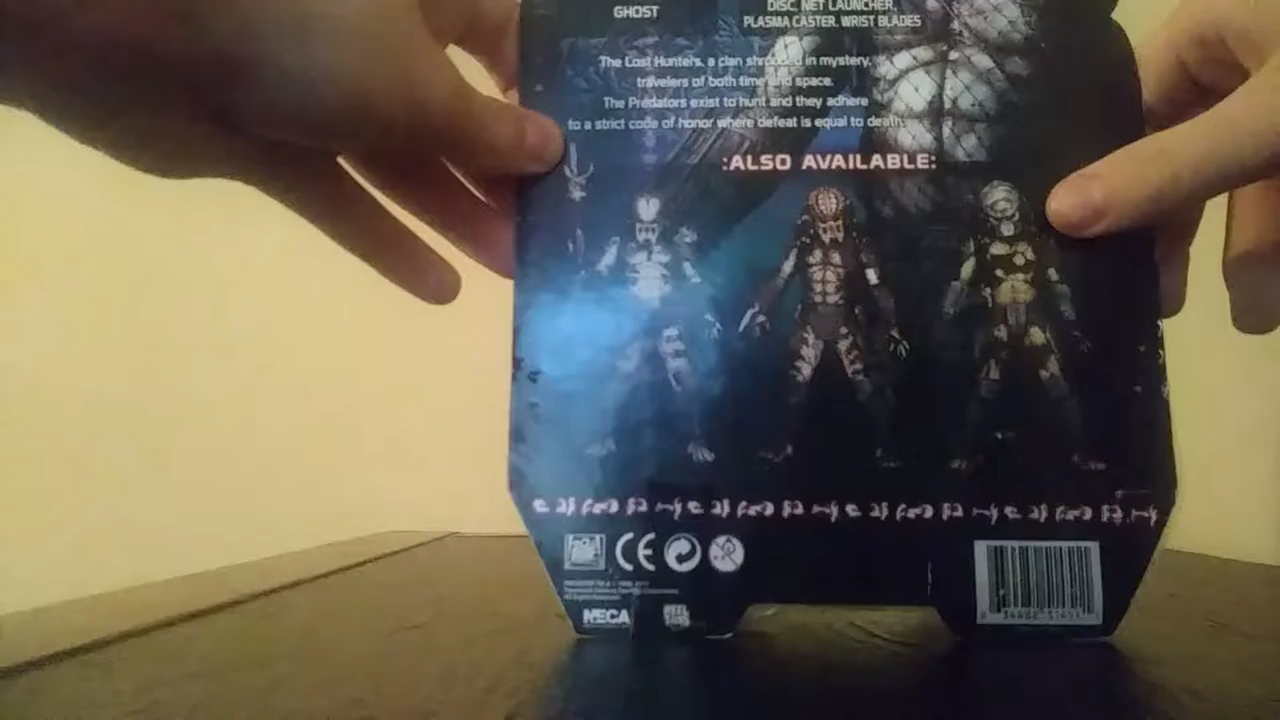 GHOST
DISC, NET LAUNCHER,
PLASMA CASTER, WRIST BLADES
The Lost Hunters, a clan shrouded in mystery,
travelers of both time and space.
The Predators exist to hunt and they adhere
to a strict code of honor where defeat is equal to death.
:ALSO AVAILABLE:
CE
NECA